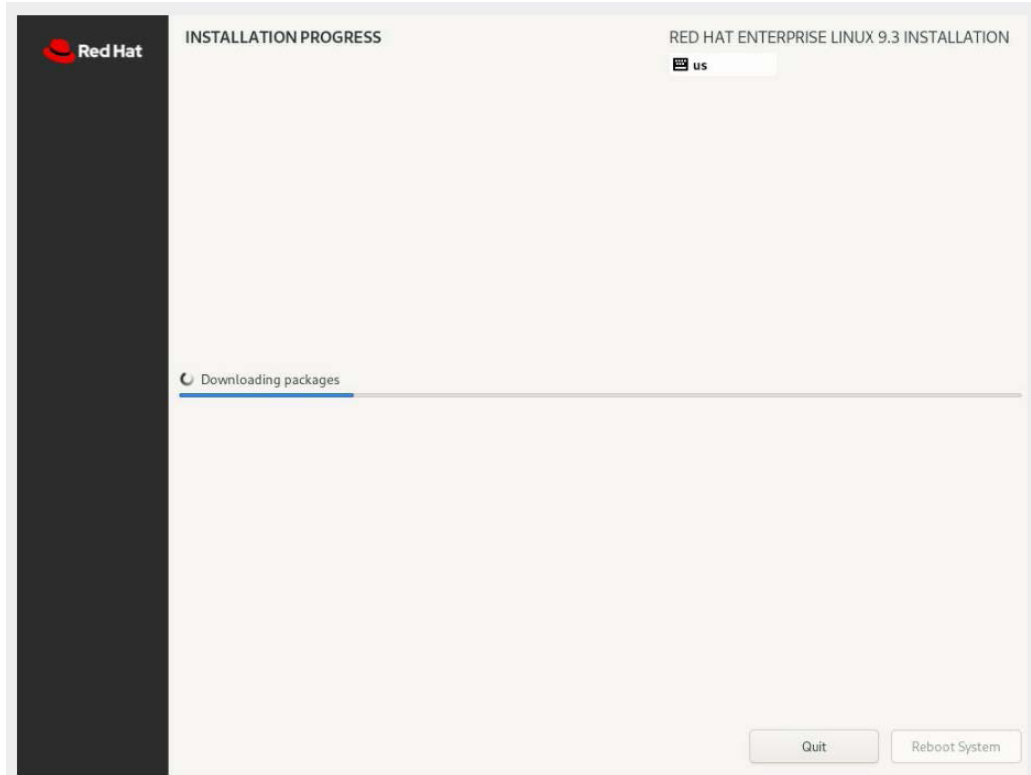 Red Hat
INSTALLATION PROGRESS
RED HAT ENTERPRISE LINUX 9.3 INSTALLATION
us
Downloading packages
Quit
Reboot System